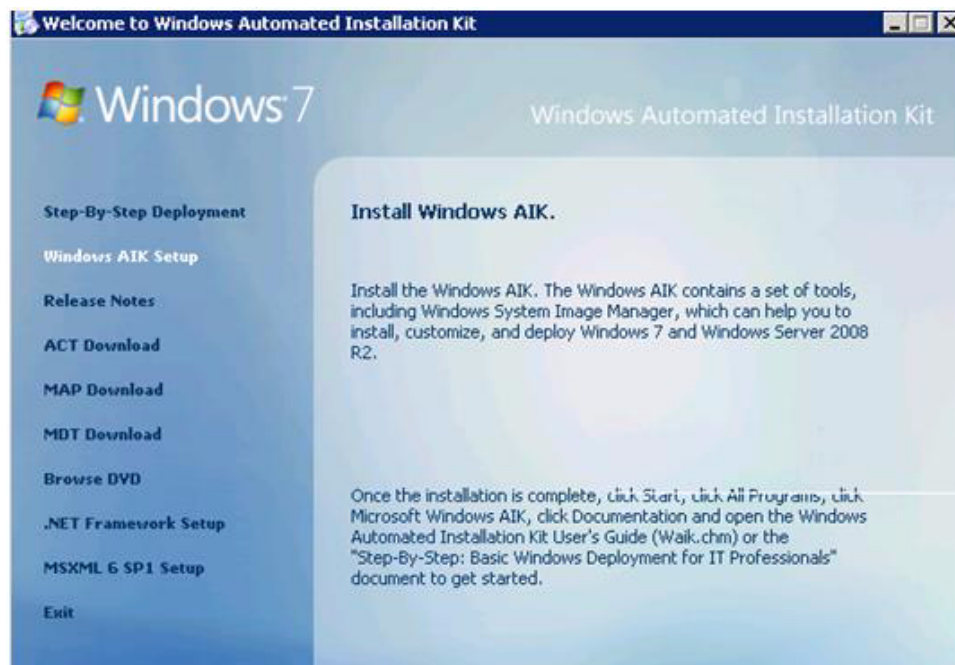 Welcome to Windows Automated Installation Kit
Windows 7
Windows Automated Installation Kit
Step-By-Step Deployment
Windows AIK Setup
Release Notes
ACT Download
MAP Download
MDT Download
Browse DVD
.NET Framework Setup
MSXML 6 SP1 Setup
Exit
Install Windows AIK.
Install the Windows AIK. The Windows AIK contains a set of tools,
including Windows System Image Manager, which can help you to
install, customize, and deploy Windows 7 and Windows Server 2008
R2.
Once the installation is complete, click Start, click All Programs, click
Microsoft Windows AIK, click Documentation and open the Windows
Automated Installation Kit User's Guide (Waik.chm) or the
"Step-By-Step: Basic Windows Deployment for IT Professionals"
document to get started.